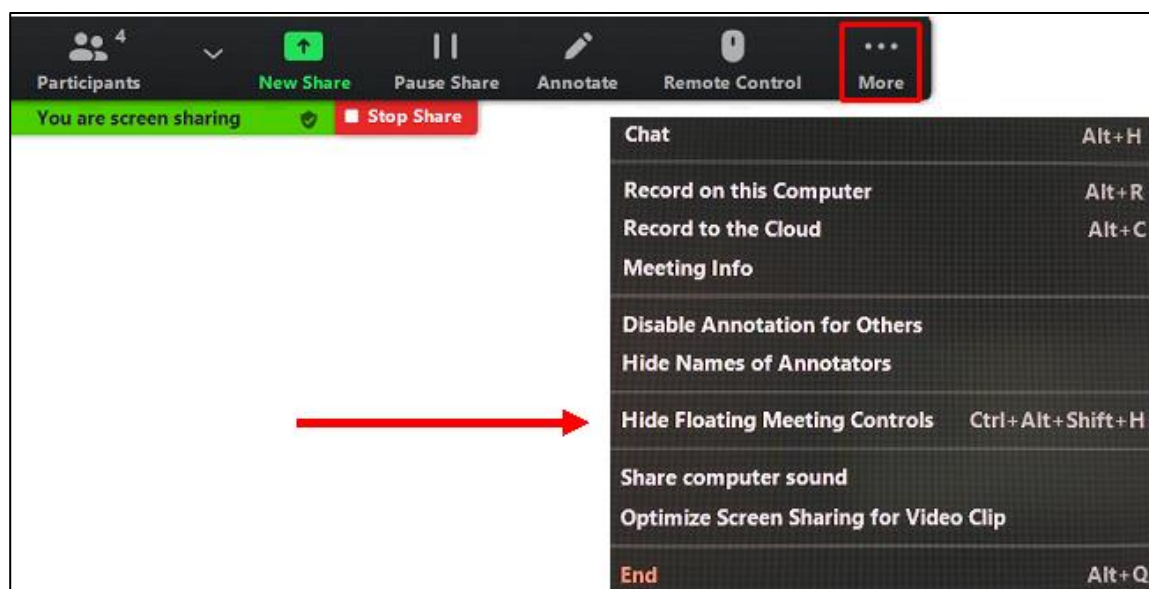 4
Participants
New Share
Pause Share
Annotate
Remote Control
More
You are screen sharing
Stop Share
Chat Alt+H
Record on this Computer Alt+R
Record to the Cloud Alt+C
Meeting Info
Disable Annotation for Others
Hide Names of Annotators
Hide Floating Meeting Controls Ctrl+Alt+Shift+H
Share computer sound
Optimize Screen Sharing for Video Clip
End Alt+Q